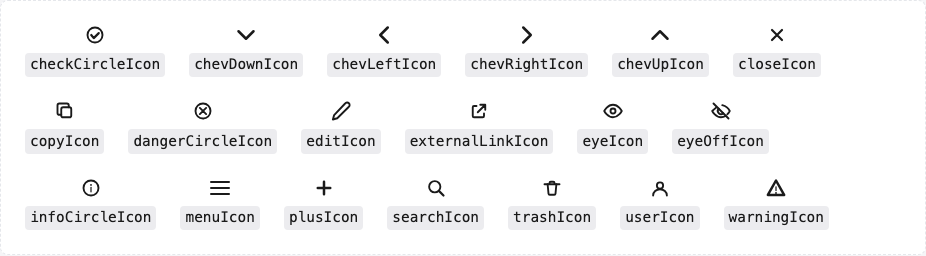 checkCircleIcon chevDownIcon chevLeftIcon chevRightIcon chevUpIcon closeIcon
copyIcon dangerCircleIcon editIcon externalLinkIcon eyeIcon eyeOffIcon
infoCircleIcon menuIcon plusIcon searchIcon trashIcon userIcon warningIcon